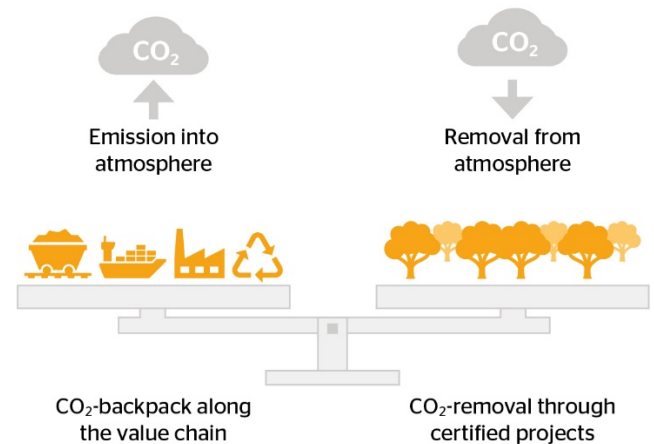 CO₂
CO₂
Emission into
atmosphere
Removal from
atmosphere
CO₂-backpack along
the value chain
CO₂-removal through
certified projects